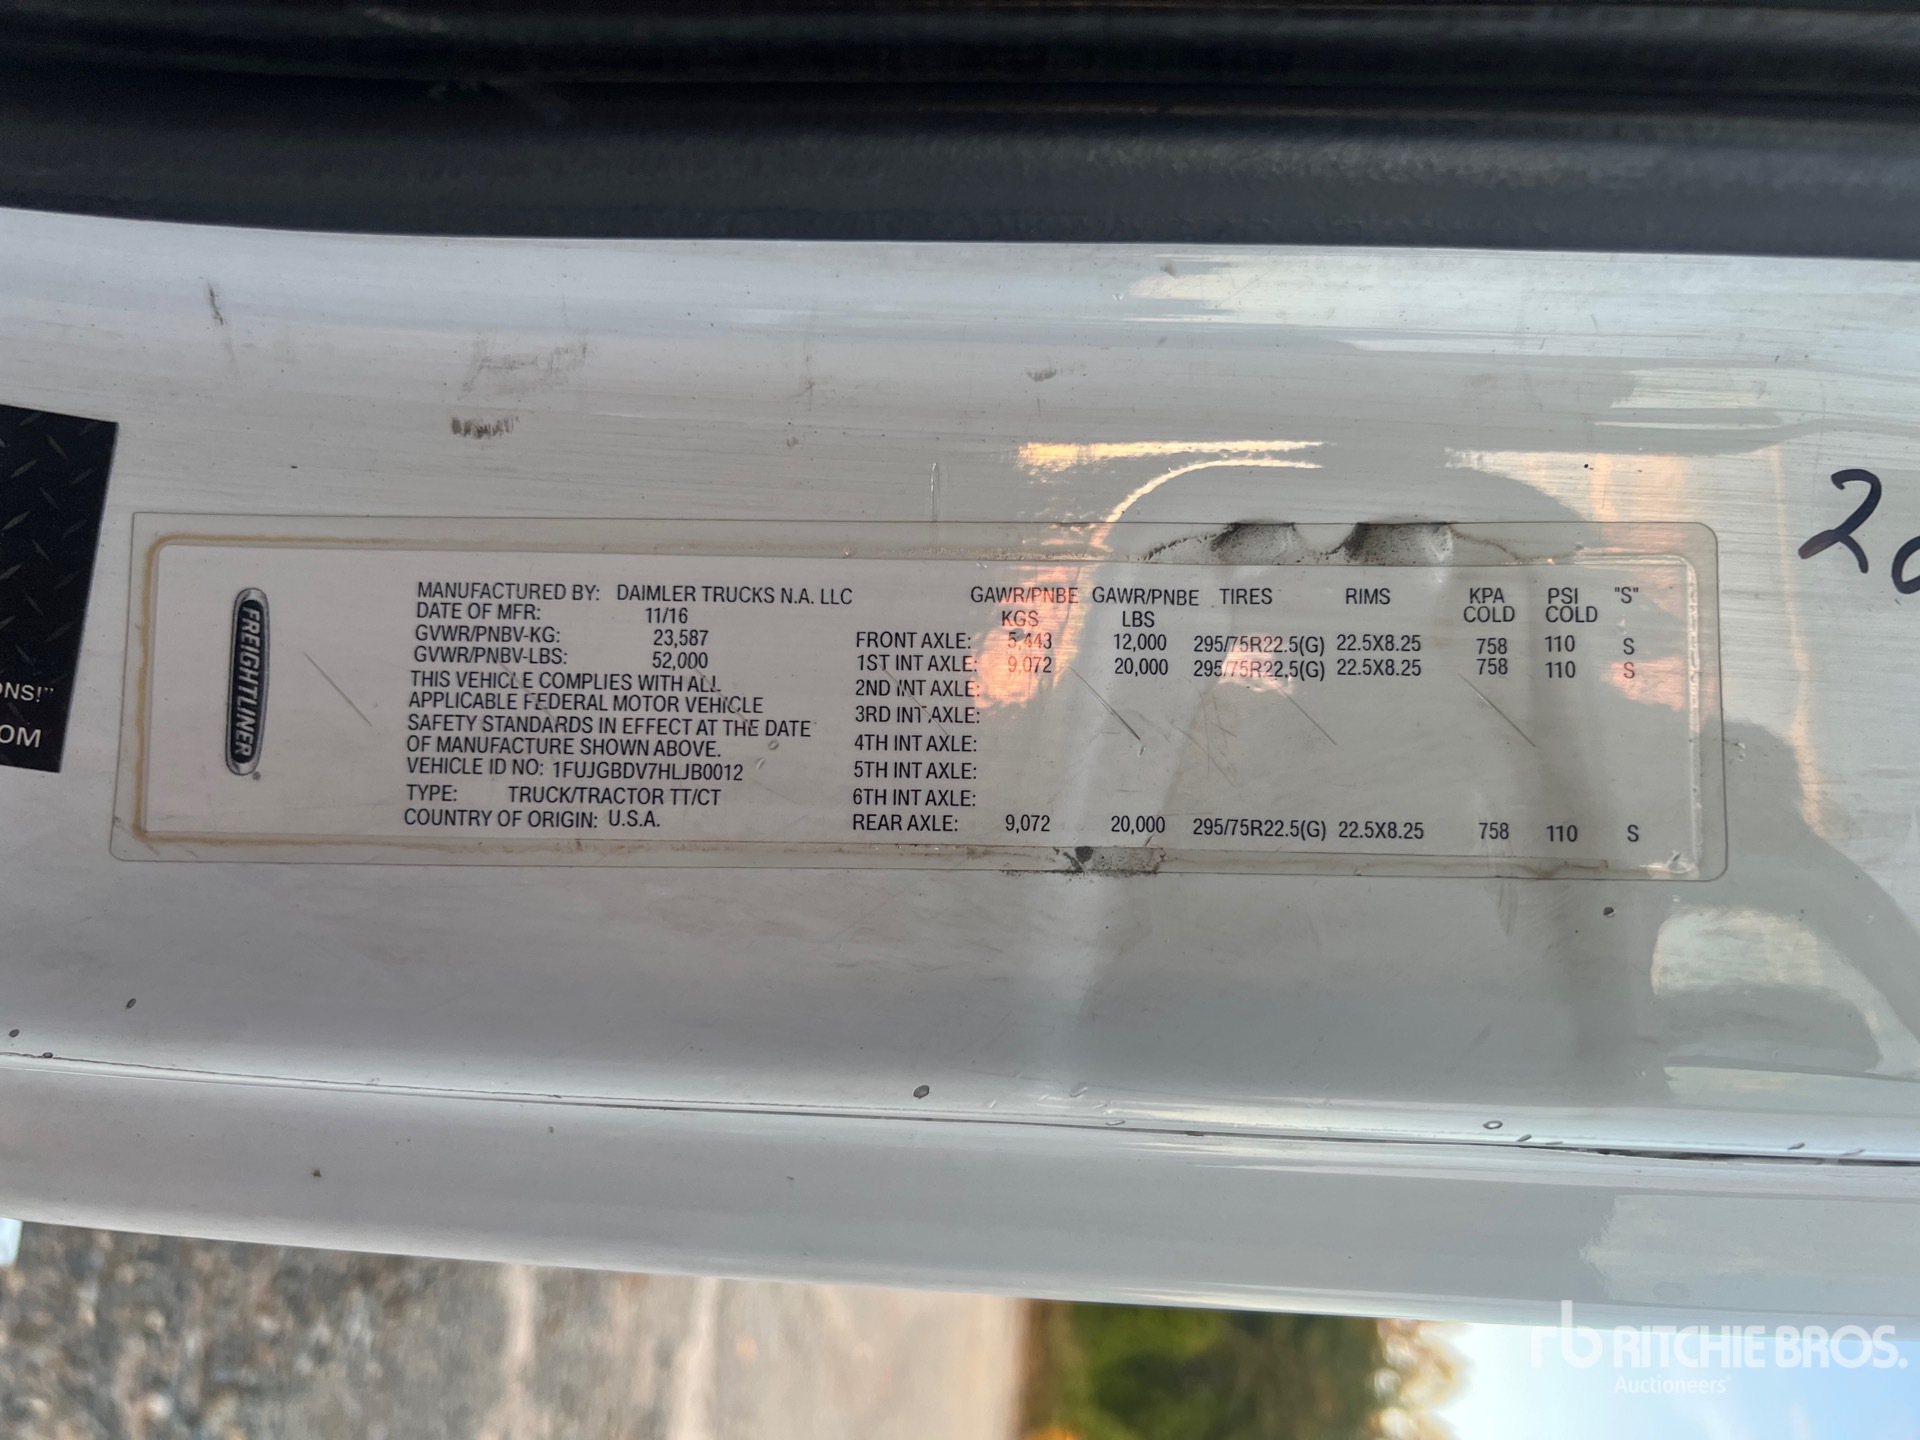 ONS!"
OM
FREIGHTLINER
MANUFACTURED BY: DAIMLER TRUCKS N.A. LLC
DATE OF MFR: 11/16
GVWR/PNBV-KG: 23,587
GVWR/PNBV-LBS: 52,000
THIS VEHICLE COMPLIES WITH ALL
APPLICABLE FEDERAL MOTOR VEHICLE
SAFETY STANDARDS IN EFFECT AT THE DATE
OF MANUFACTURE SHOWN ABOVE.
VEHICLE ID NO: 1FUJGBDV7HLJB0012
TYPE: TRUCK/TRACTOR TT/CT
COUNTRY OF ORIGIN: U.S.A.
GAWR/PNBE GAWR/PNBE TIRES RIMS KPA PSI "S"
KGS LBS COLD COLD
FRONT AXLE: 5,443 12,000 295/75R22.5(G) 22.5X8.25 758 110 S
1ST INT AXLE: 9,072 20,000 295/75R22.5(G) 22.5X8.25 758 110 S
2ND INT AXLE:
3RD INT AXLE:
4TH INT AXLE:
5TH INT AXLE:
6TH INT AXLE:
REAR AXLE: 9,072 20,000 295/75R22.5(G) 22.5X8.25 758 110 S
rb RITCHIE BROS.
Auctioneers